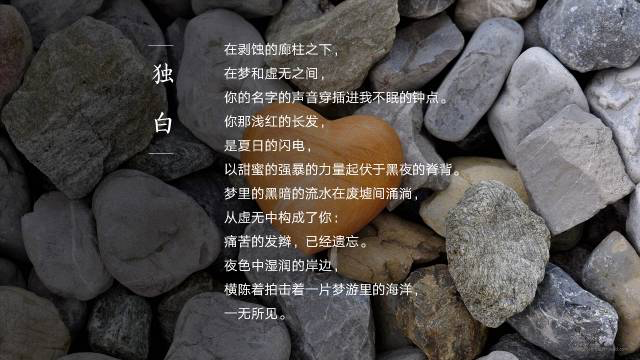 独白
在剥蚀的廊柱之下，
在梦和虚无之间，
你的名字的声音穿插进我不眠的钟点。
你那浅红的长发，
是夏日的闪电，
以甜蜜的强暴的力量起伏于黑夜的脊背。
梦里的黑暗的流水在废墟间涌淌，
从虚无中构成了你：
痛苦的发辫，已经遗忘。
夜色中湿润的岸边，
横陈着拍击着一片梦游里的海洋，
一无所见。